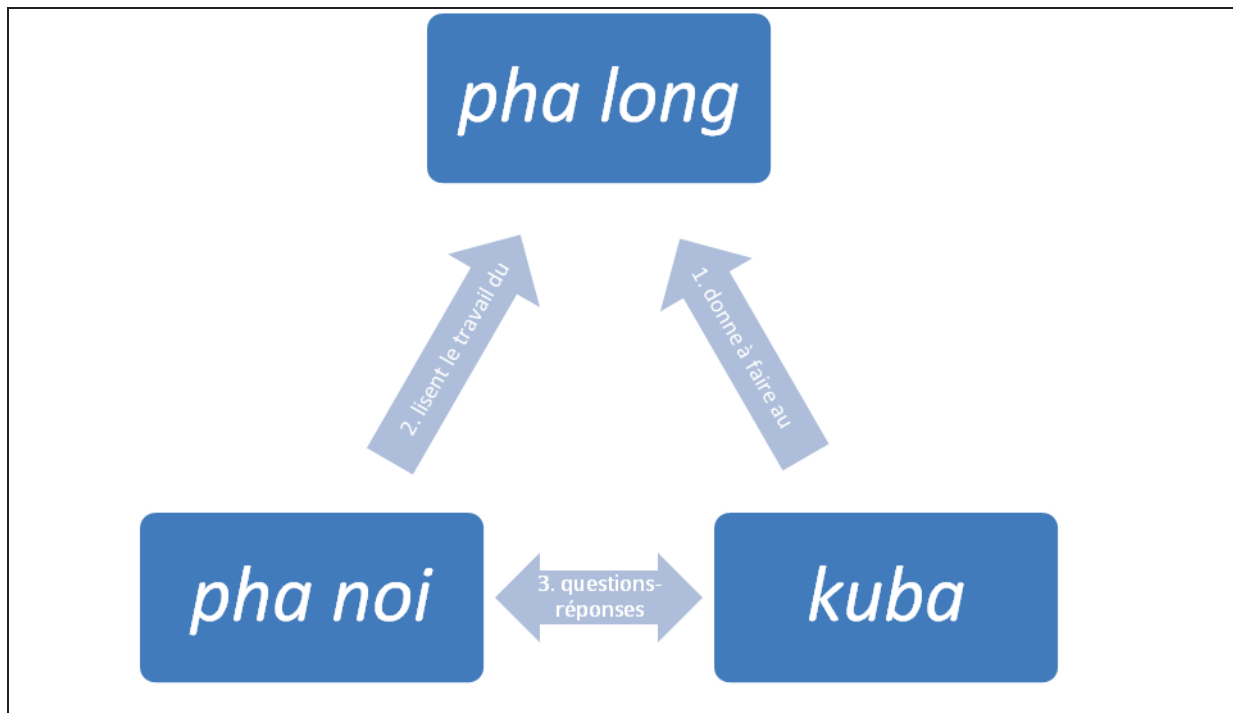 pha long
2. lisent le travail du
1. donne à faire au
pha noi
3. questions-
réponses
kuba